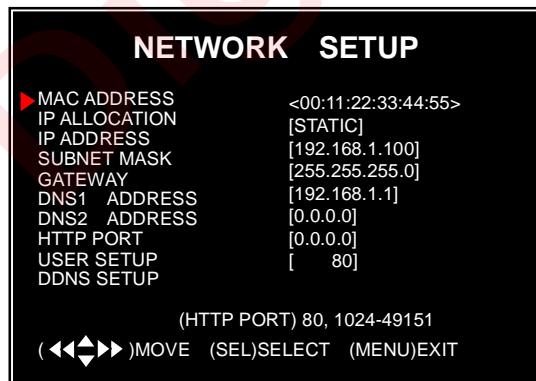 NETWORK SETUP
MAC ADDRESS <00:11:22:33:44:55>
IP ALLOCATION [STATIC]
IP ADDRESS [192.168.1.100]
SUBNET MASK [255.255.255.0]
GATEWAY [192.168.1.1]
DNS1 ADDRESS [0.0.0.0]
DNS2 ADDRESS [0.0.0.0]
HTTP PORT [ 80]
USER SETUP
DDNS SETUP
(HTTP PORT) 80, 1024-49151
( ◀◀▲▼▶▶ )MOVE (SEL)SELECT (MENU)EXIT